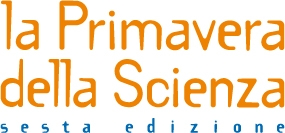 la Primavera
della Scienza
sesta edizione